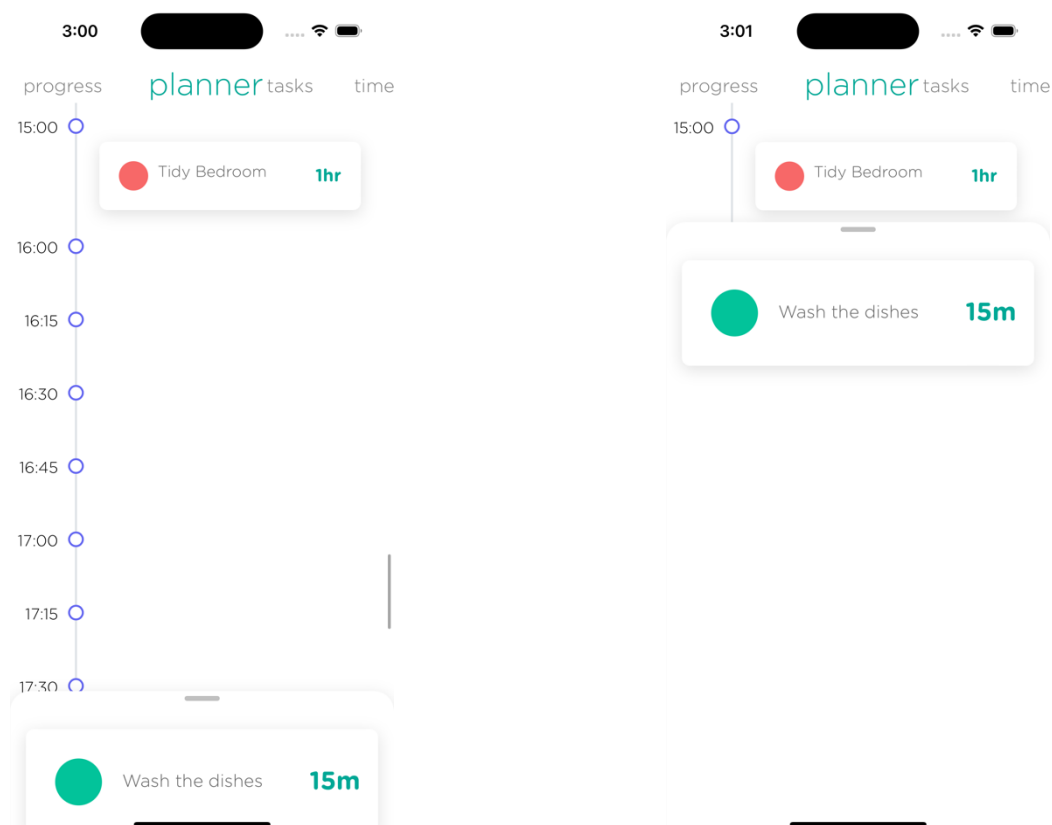 3:00
progress planner tasks time
15:00
Tidy Bedroom 1hr
16:00
16:15
16:30
16:45
17:00
17:15
17:30
Wash the dishes 15m
3:01
progress planner tasks time
15:00
Tidy Bedroom 1hr
Wash the dishes 15m